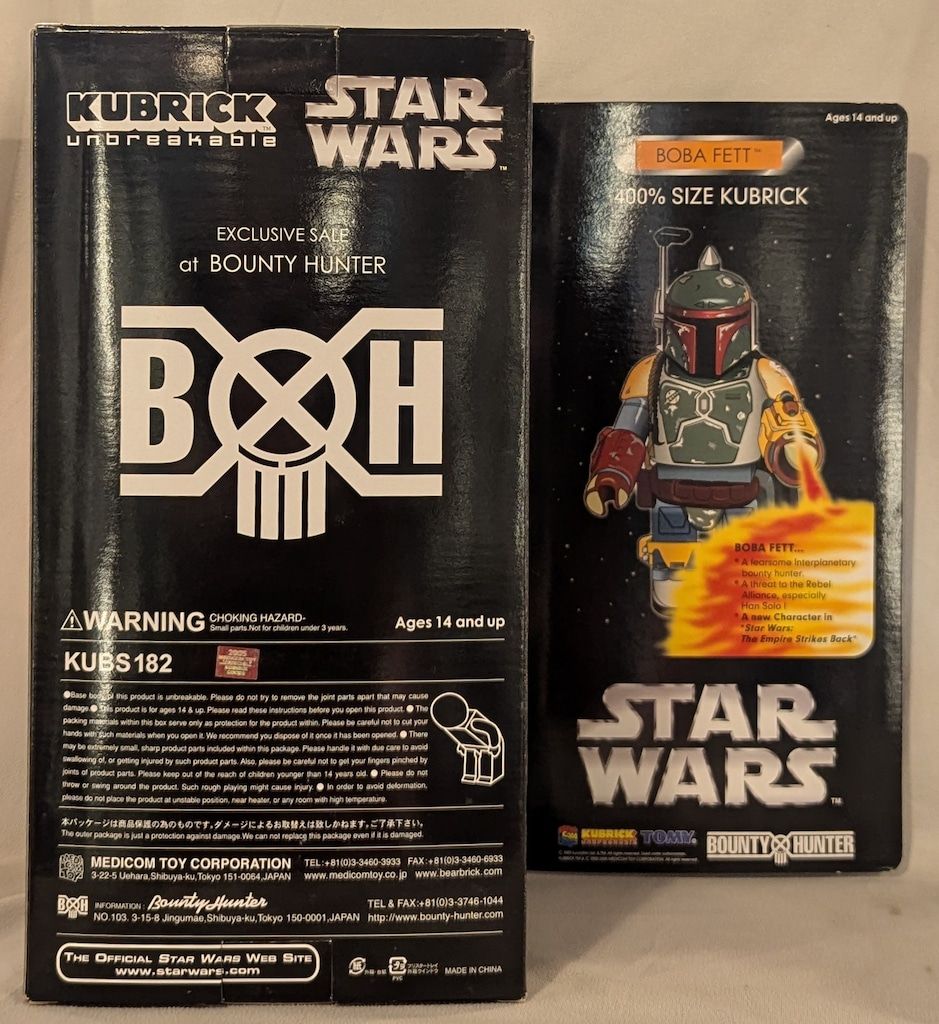 KUBRICK™
unbreakable
STAR
WARS™
EXCLUSIVE SALE
at BOUNTY HUNTER
B H
⚠WARNING CHOKING HAZARD-
Small parts.Not for children under 3 years.
Ages 14 and up
KUBS182
2005
●Base body of this product is unbreakable. Please do not try to remove the joint parts apart that may cause
damage.● This product is for ages 14 & up. Please read these instructions before you open this product. ● The
packing materials within this box serve only as protection for the product within. Please be careful not to cut your
hands with such materials when you open it. We recommend you dispose of it once it has been opened. ● There
may be extremely small, sharp product parts included within this package. Please handle it with due care to avoid
swallowing of, or getting injured by such product parts. Also, please be careful not to get your fingers pinched by
joints of product parts. Please keep out of the reach of children younger than 14 years old. ● Please do not
throw or swing around the product. Such rough playing might cause injury. ● In order to avoid deformation,
please do not place the product at unstable position, near heater, or any room with high temperature.
本パッケージは商品保護の為のものです。ダメージによるお取替えは致しかねます。ご了承下さい。
The outer package is just a protection against damage.We can not replace this package even if it is damaged.
MEDICOM TOY CORPORATION TEL:+81(0)3-3460-3933 FAX:+81(0)3-3460-6933
3-22-5 Uehara,Shibuya-ku,Tokyo 151-0064,JAPAN www.medicomtoy.co.jp www.bearbrick.com
BH INFORMATION : Bounty Hunter TEL & FAX:+81(0)3-3746-1044
NO.103. 3-15-8 Jingumae,Shibuya-ku,Tokyo 150-0001,JAPAN http://www.bounty-hunter.com
THE OFFICIAL STAR WARS WEB SITE
www.starwars.com
外箱・台紙
PVC
MADE IN CHINA
Ages 14 and up
BOBA FETT™
400% SIZE KUBRICK
BOBA FETT...
* A fearsome interplanetary
bounty hunter.
* A threat to the Rebel
Alliance, especially
Han Solo !
* A new Character in
"Star Wars:
The Empire Strikes Back"
STAR
WARS™
KUBRICK
TOMY.
BOUNTY HUNTER